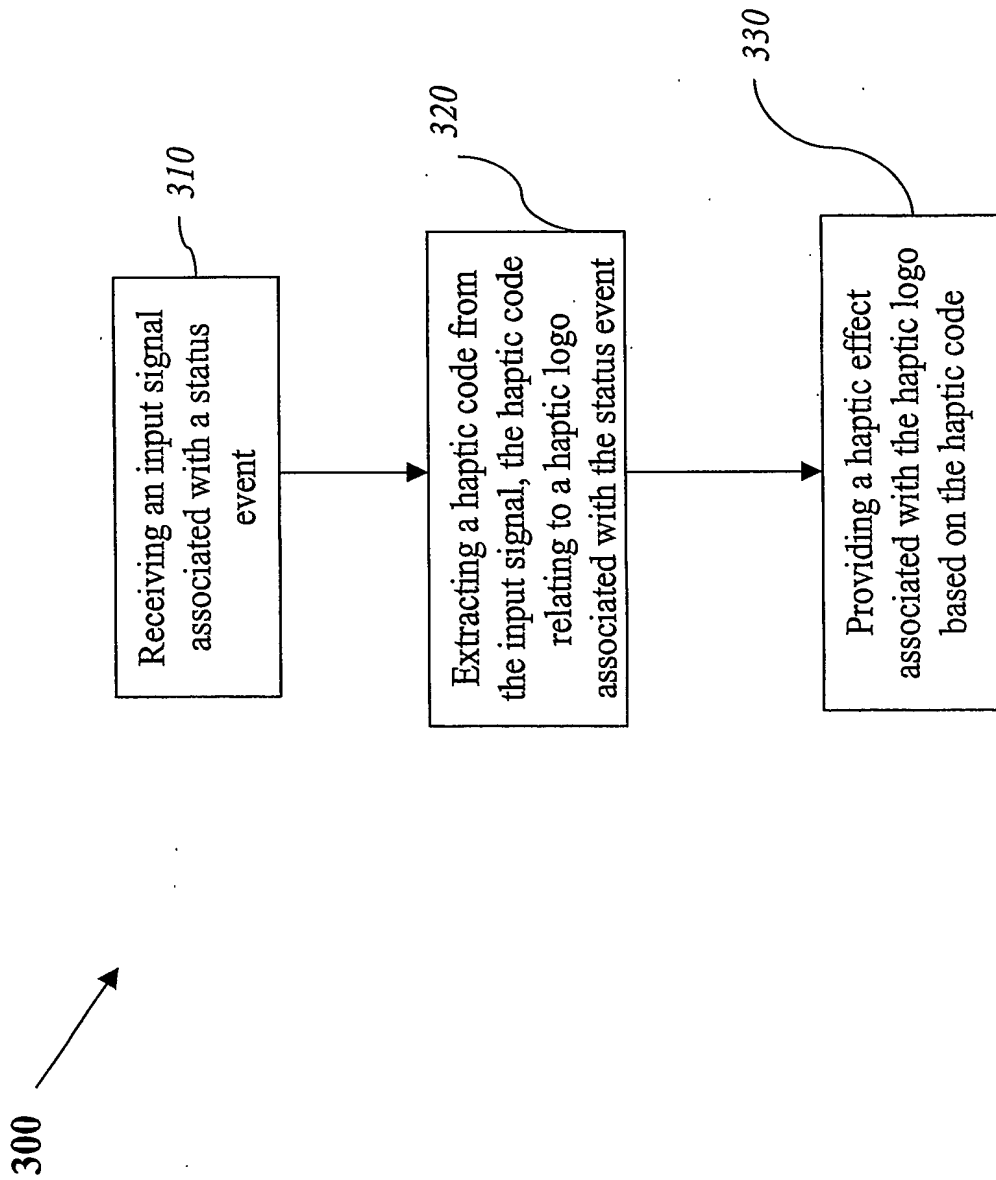 300
Receiving an input signal
associated with a status
event
310
Extracting a haptic code from
the input signal, the haptic code
relating to a haptic logo
associated with the status event
320
Providing a haptic effect
associated with the haptic logo
based on the haptic code
330